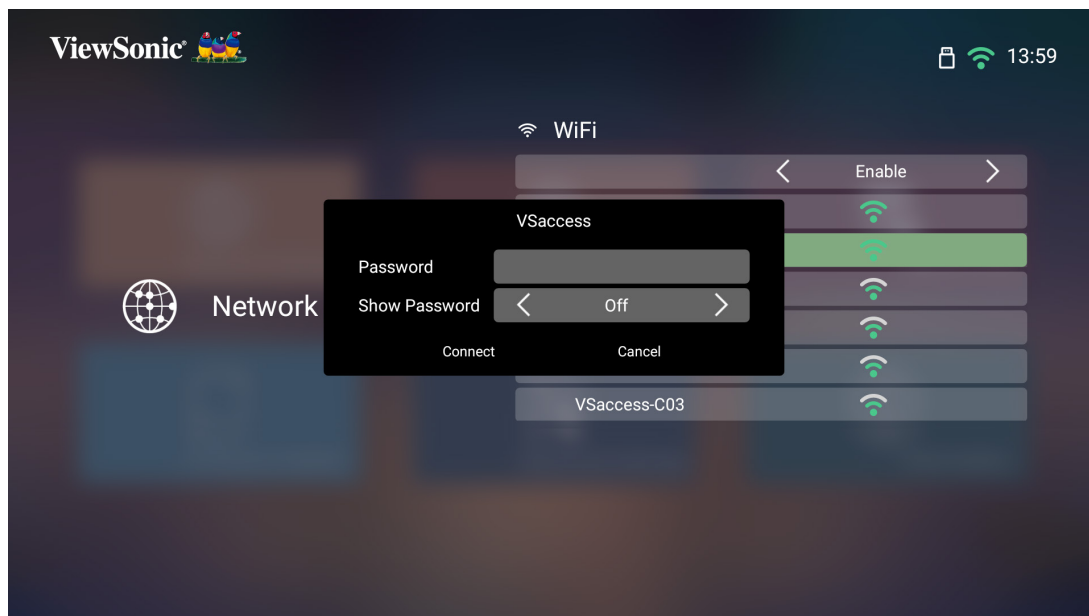 ViewSonic®
13:59
WiFi
Enable
VSaccess
Password
Network
Show Password
Off
Connect
Cancel
VSaccess-C03